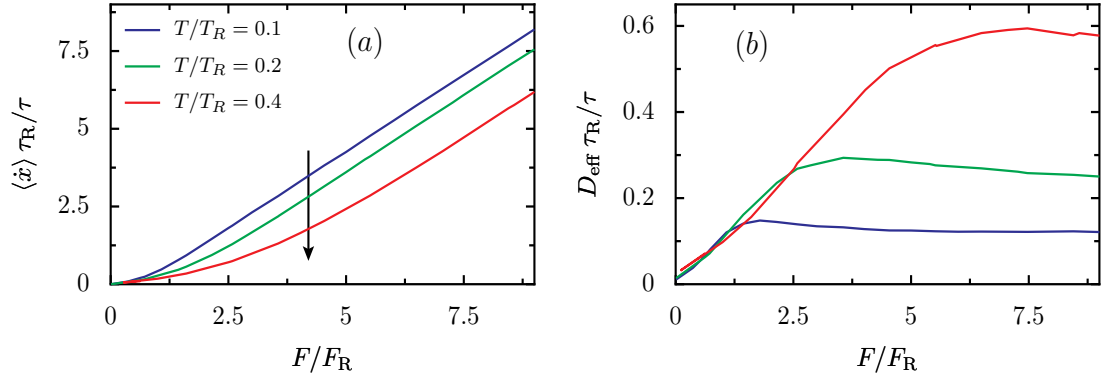 (a)
T/T_R = 0.1
T/T_R = 0.2
T/T_R = 0.4
7.5
5
2.5
0
⟨ẋ⟩ τ_R/τ
0 2.5 5 7.5
F/F_R
(b)
0.6
0.4
0.2
0
D_eff τ_R/τ
0 2.5 5 7.5
F/F_R